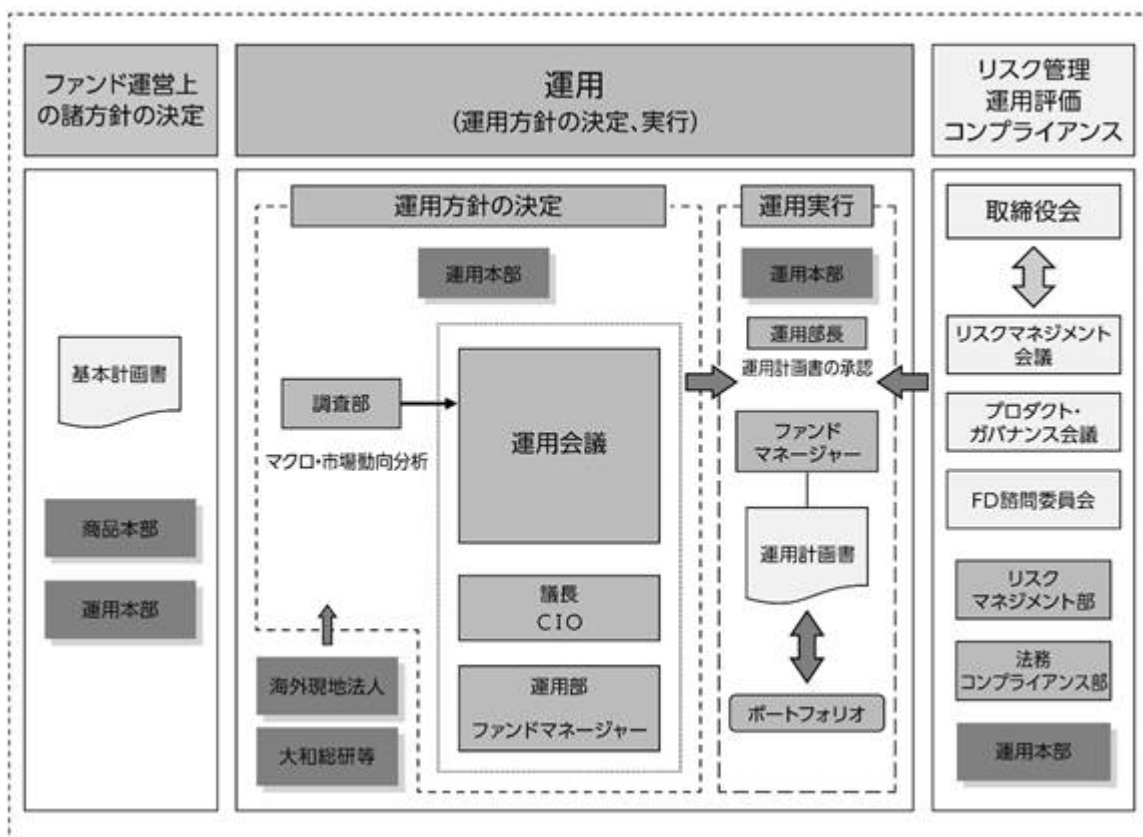 ファンド運営上
の諸方針の決定
運用
(運用方針の決定、実行)
リスク管理
運用評価
コンプライアンス
基本計画書
商品本部
運用本部
運用方針の決定
運用本部
調査部
マクロ・市場動向分析
運用会議
議長
CIO
運用部
ファンドマネージャー
海外現地法人
大和総研等
運用実行
運用本部
運用部長
運用計画書の承認
ファンド
マネージャー
運用計画書
ポートフォリオ
取締役会
リスクマネジメント
会議
プロダクト・
ガバナンス会議
FD諮問委員会
リスク
マネジメント部
法務
コンプライアンス部
運用本部